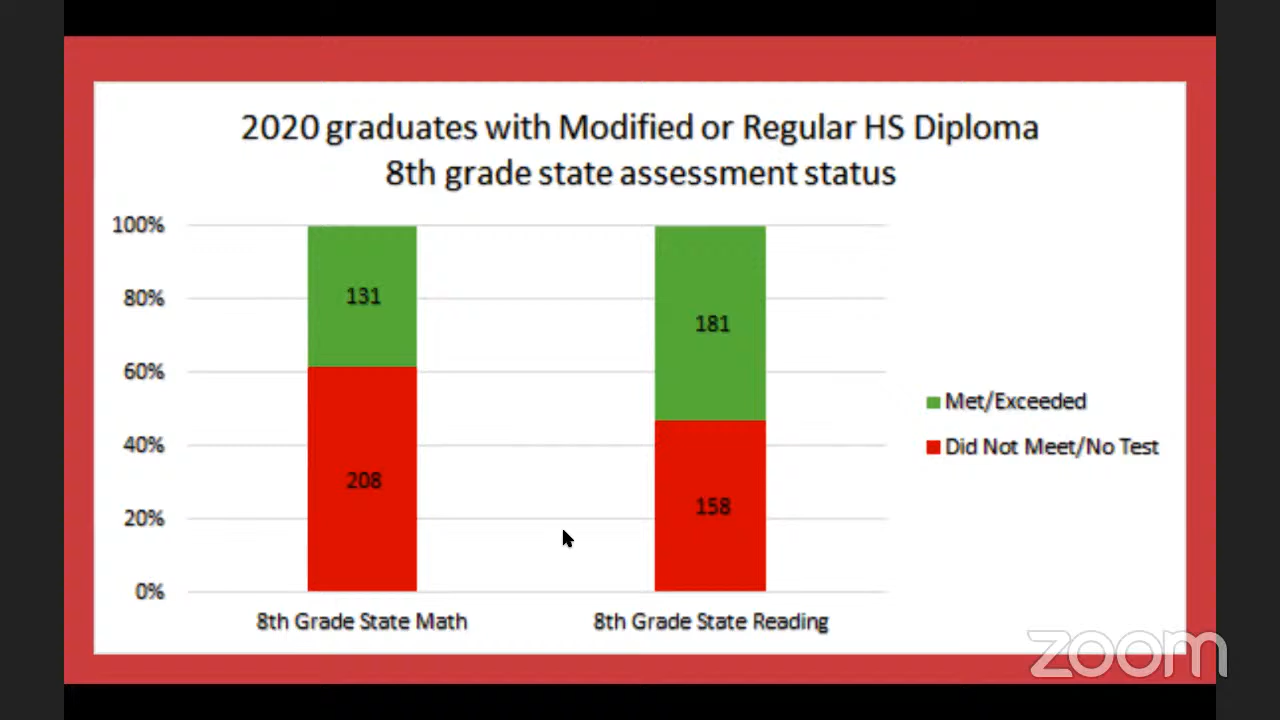 2020 graduates with Modified or Regular HS Diploma
8th grade state assessment status
100%
80%
60%
40%
20%
0%
131
208
181
158
8th Grade State Math
8th Grade State Reading
Met/Exceeded
Did Not Meet/No Test
zoom